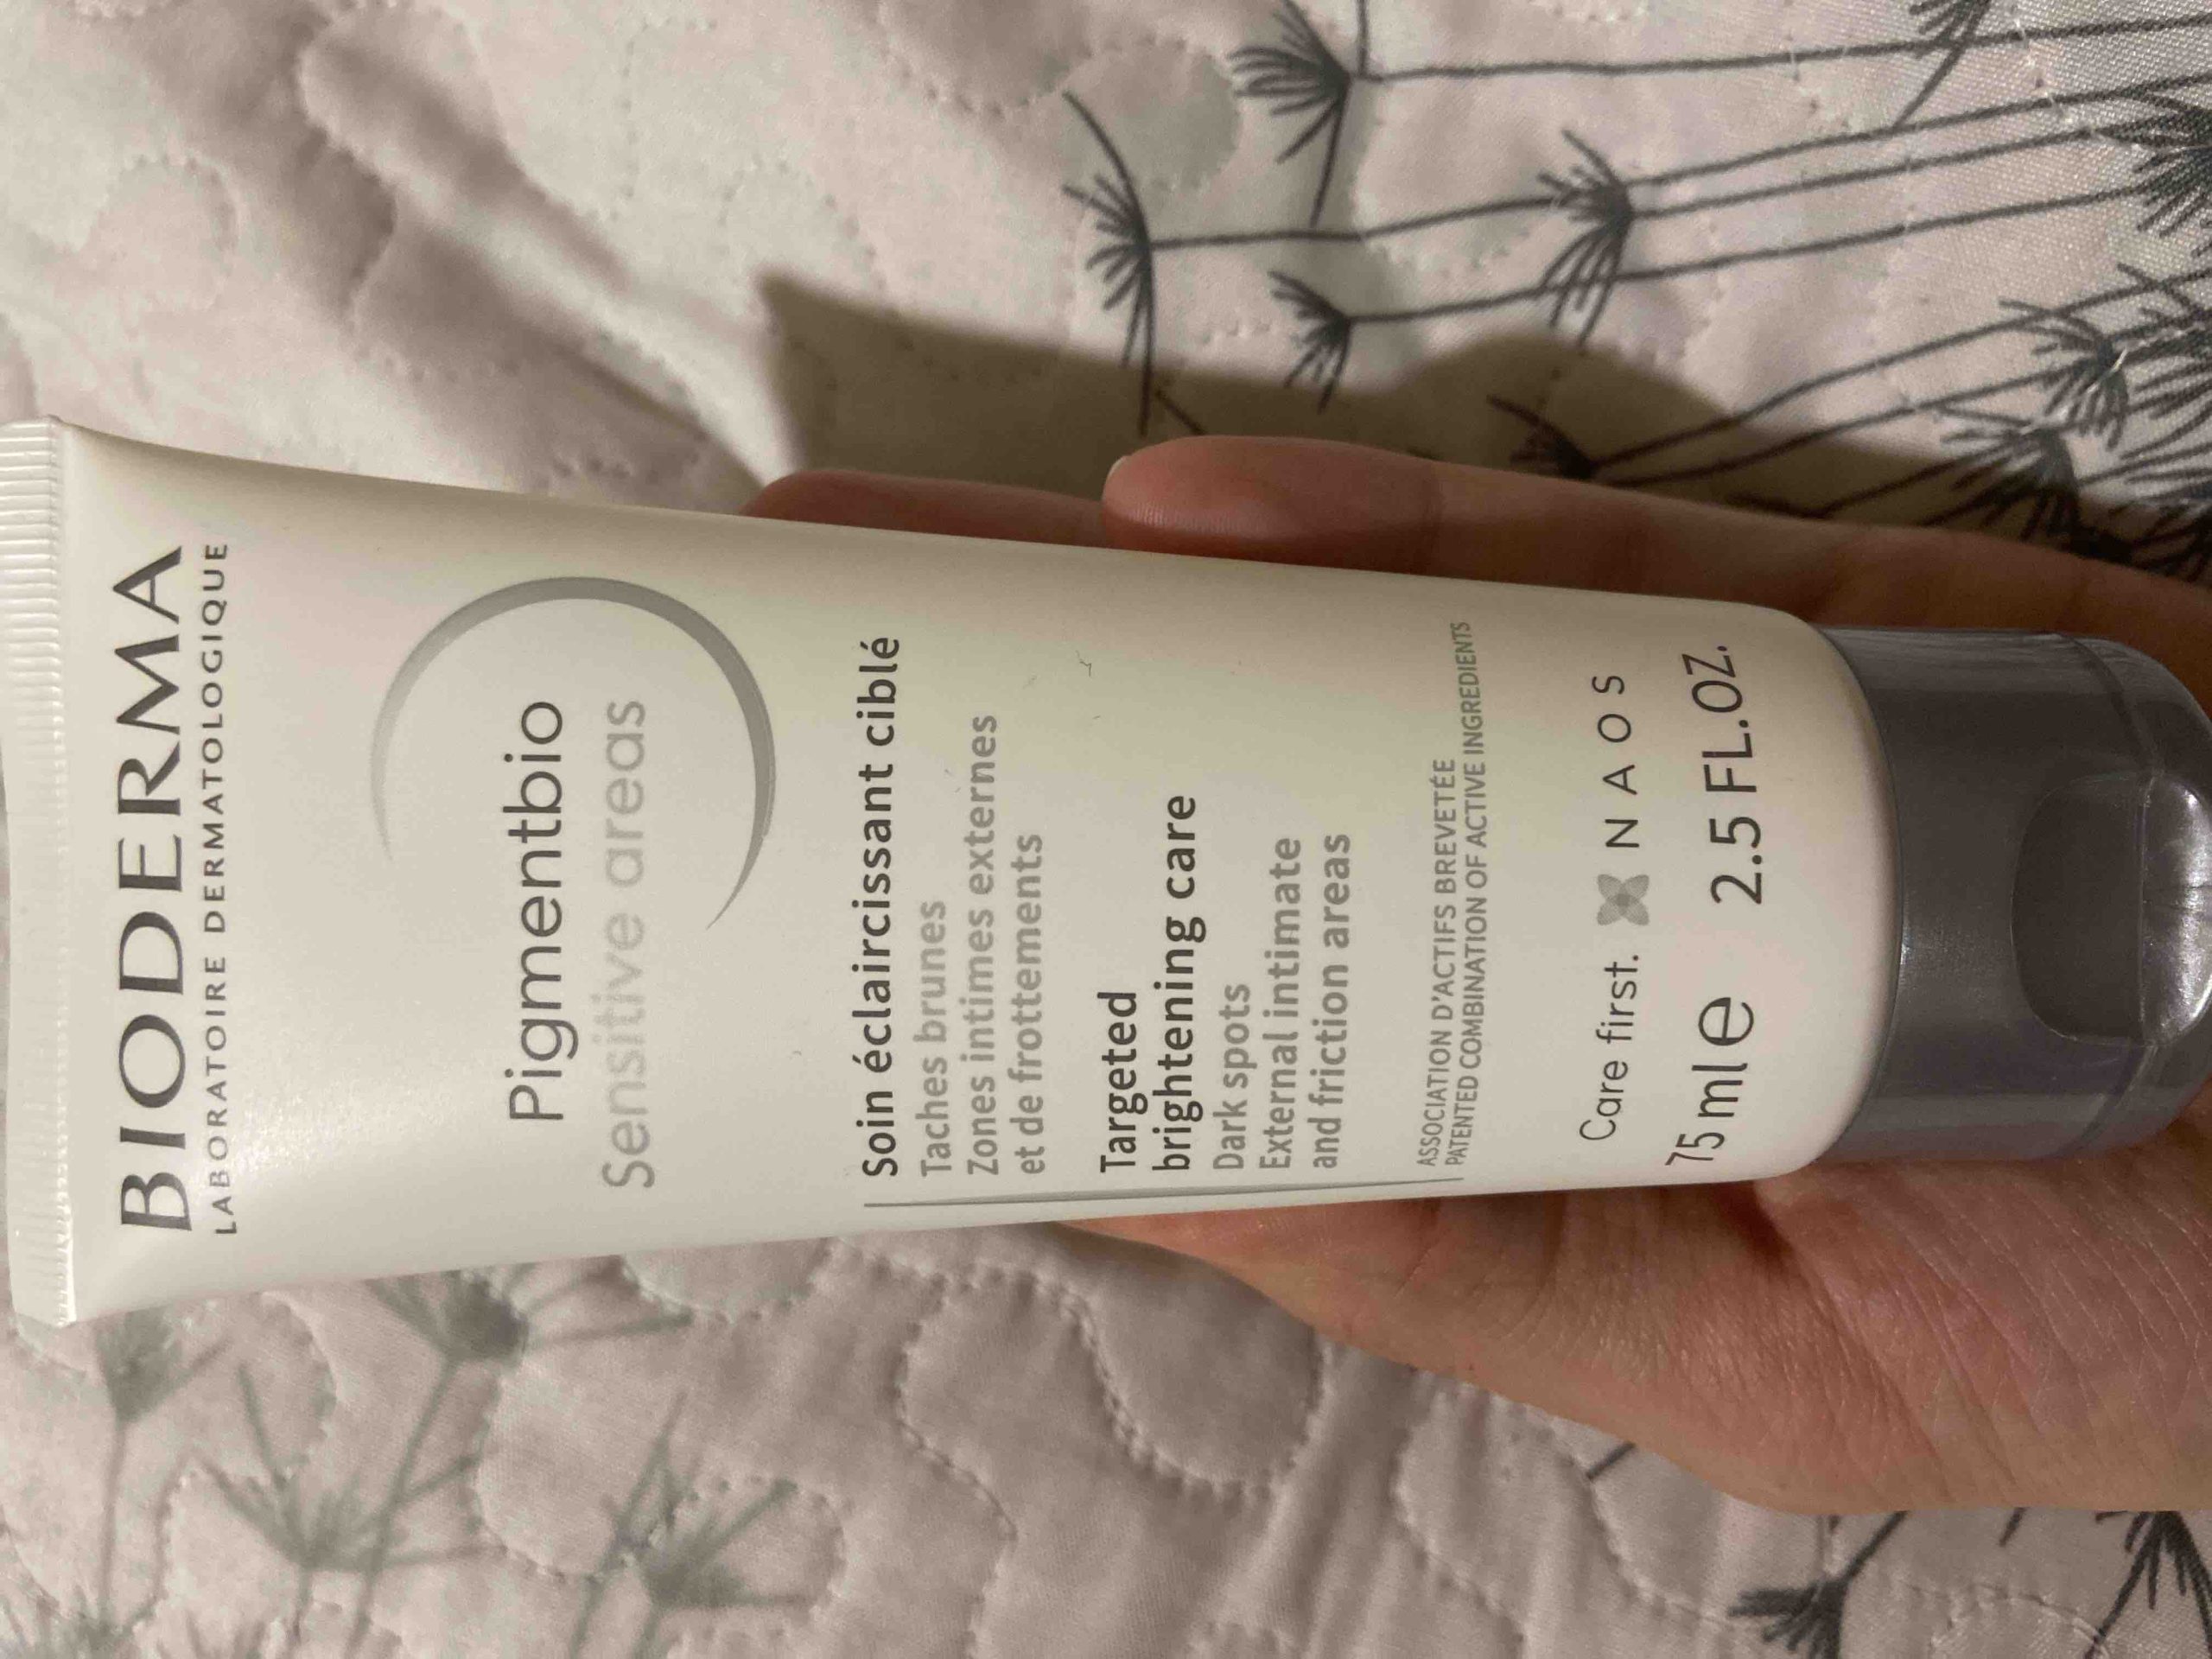 BIODERMA
LABORATOIRE DERMATOLOGIQUE
Pigmentbio
Sensitive areas
Soin éclaircissant ciblé
Taches brunes
Zones intimes externes
et de frottements
Targeted
brightening care
Dark spots
External intimate
and friction areas
ASSOCIATION D'ACTIFS BREVETÉE
PATENTED COMBINATION OF ACTIVE INGREDIENTS
Care first. NAOS
75 ml e 2.5 FL.OZ.